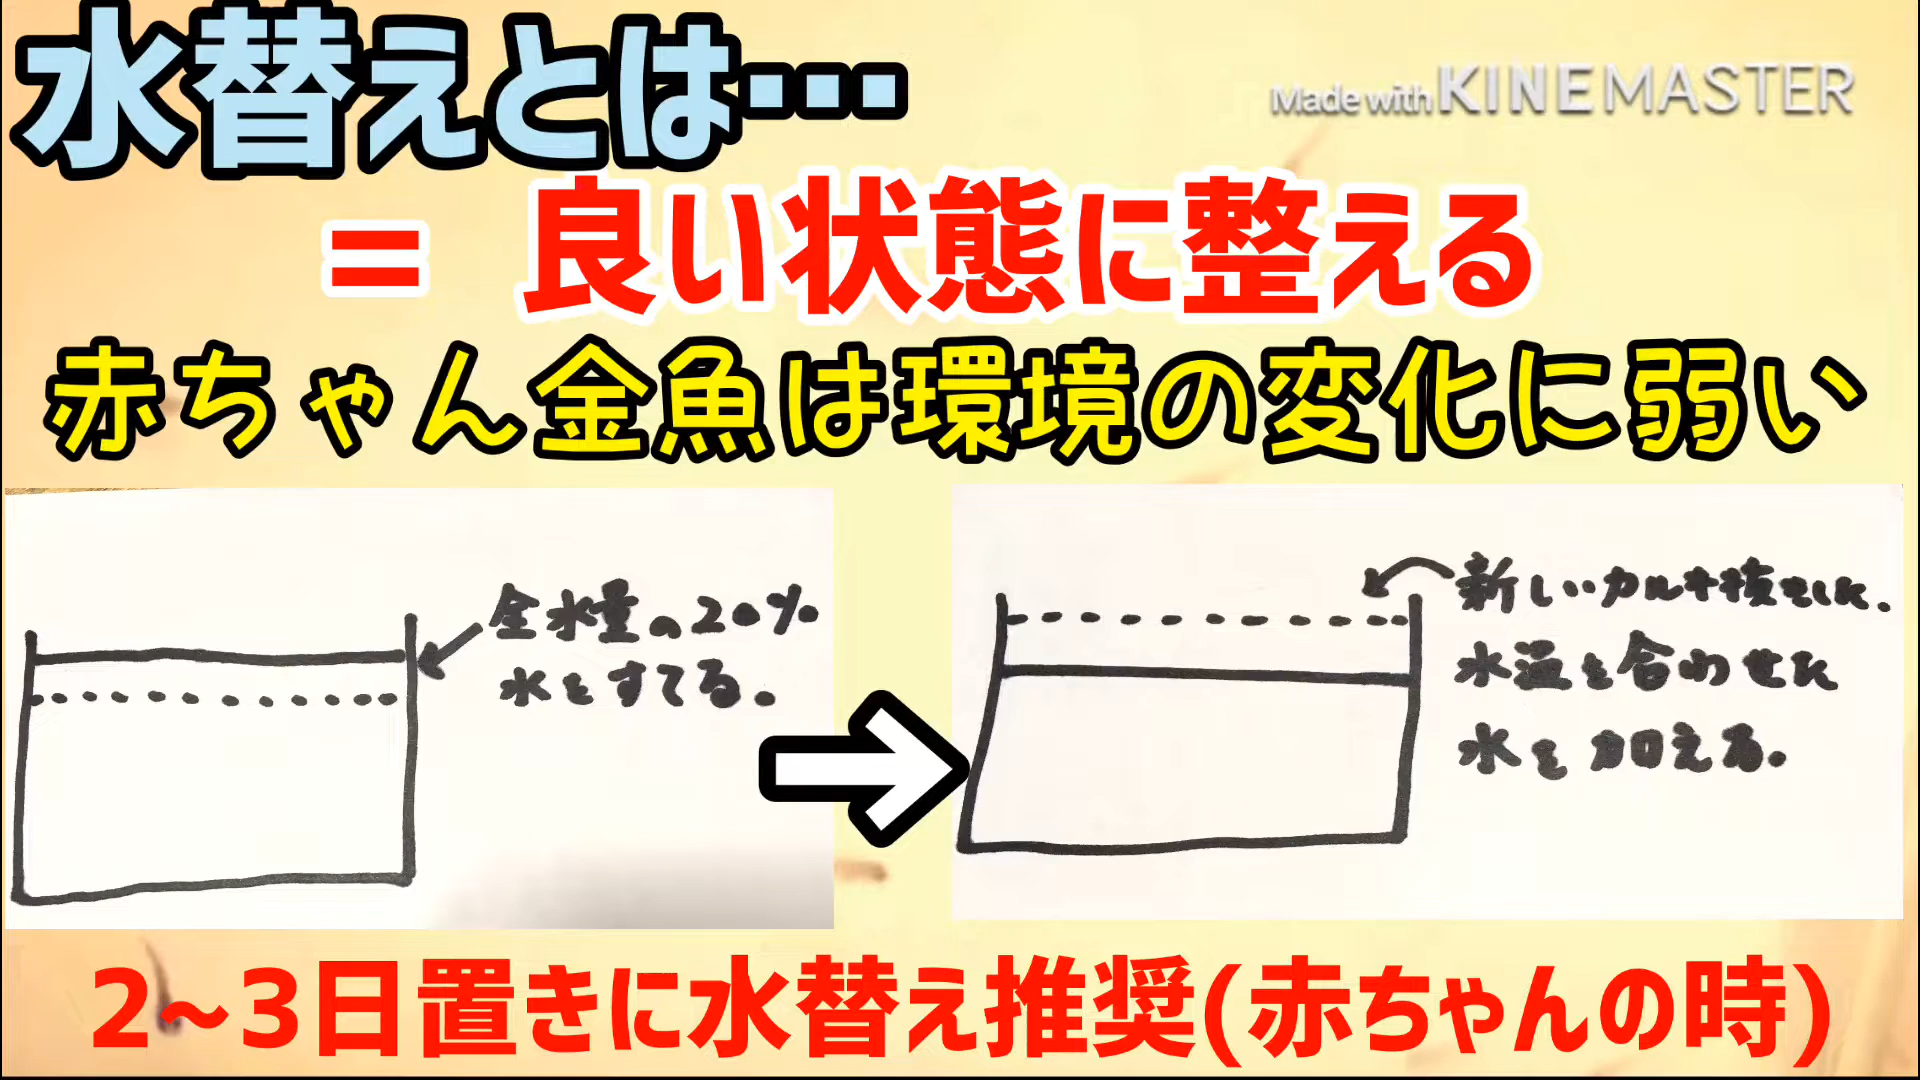 水替えとは…
Made with KINEMASTER
= 良い状態に整える
赤ちゃん金魚は環境の変化に弱い
全水量の20%
水をすてる。
新しいカルキ抜きをした。
水温を合わせた
水を加える。
2~3日置きに水替え推奨(赤ちゃんの時)